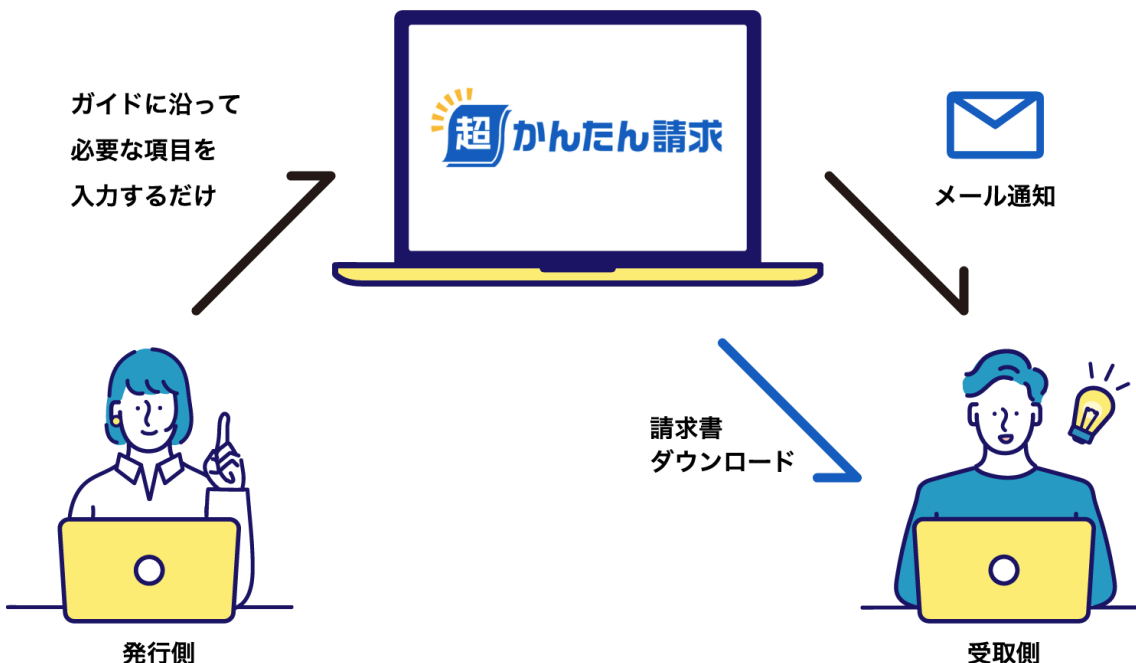 ガイドに沿って
必要な項目を
入力するだけ
超かんたん請求
メール通知
請求書
ダウンロード
発行側
受取側